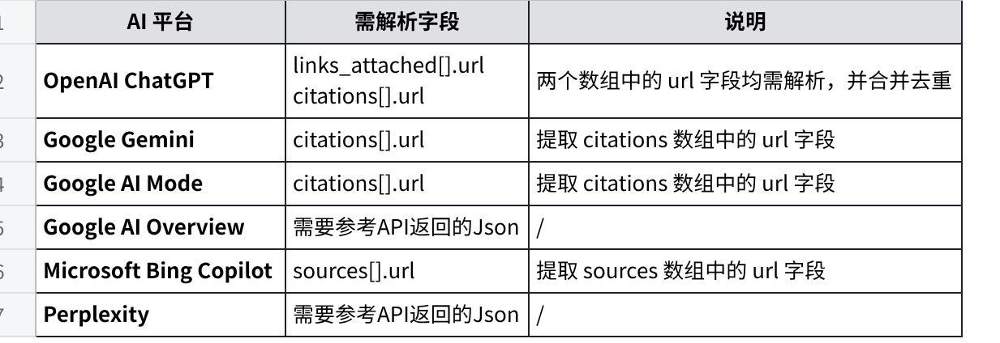 AI 平台 需解析字段 说明
links_attached[].url
OpenAI ChatGPT 两个数组中的 url 字段均需解析，并合并去重
citations[].url
Google Gemini citations[].url 提取 citations 数组中的 url 字段
Google AI Mode citations[].url 提取 citations 数组中的 url 字段
Google AI Overview 需要参考API返回的Json /
Microsoft Bing Copilot sources[].url 提取 sources 数组中的 url 字段
Perplexity 需要参考API返回的Json /